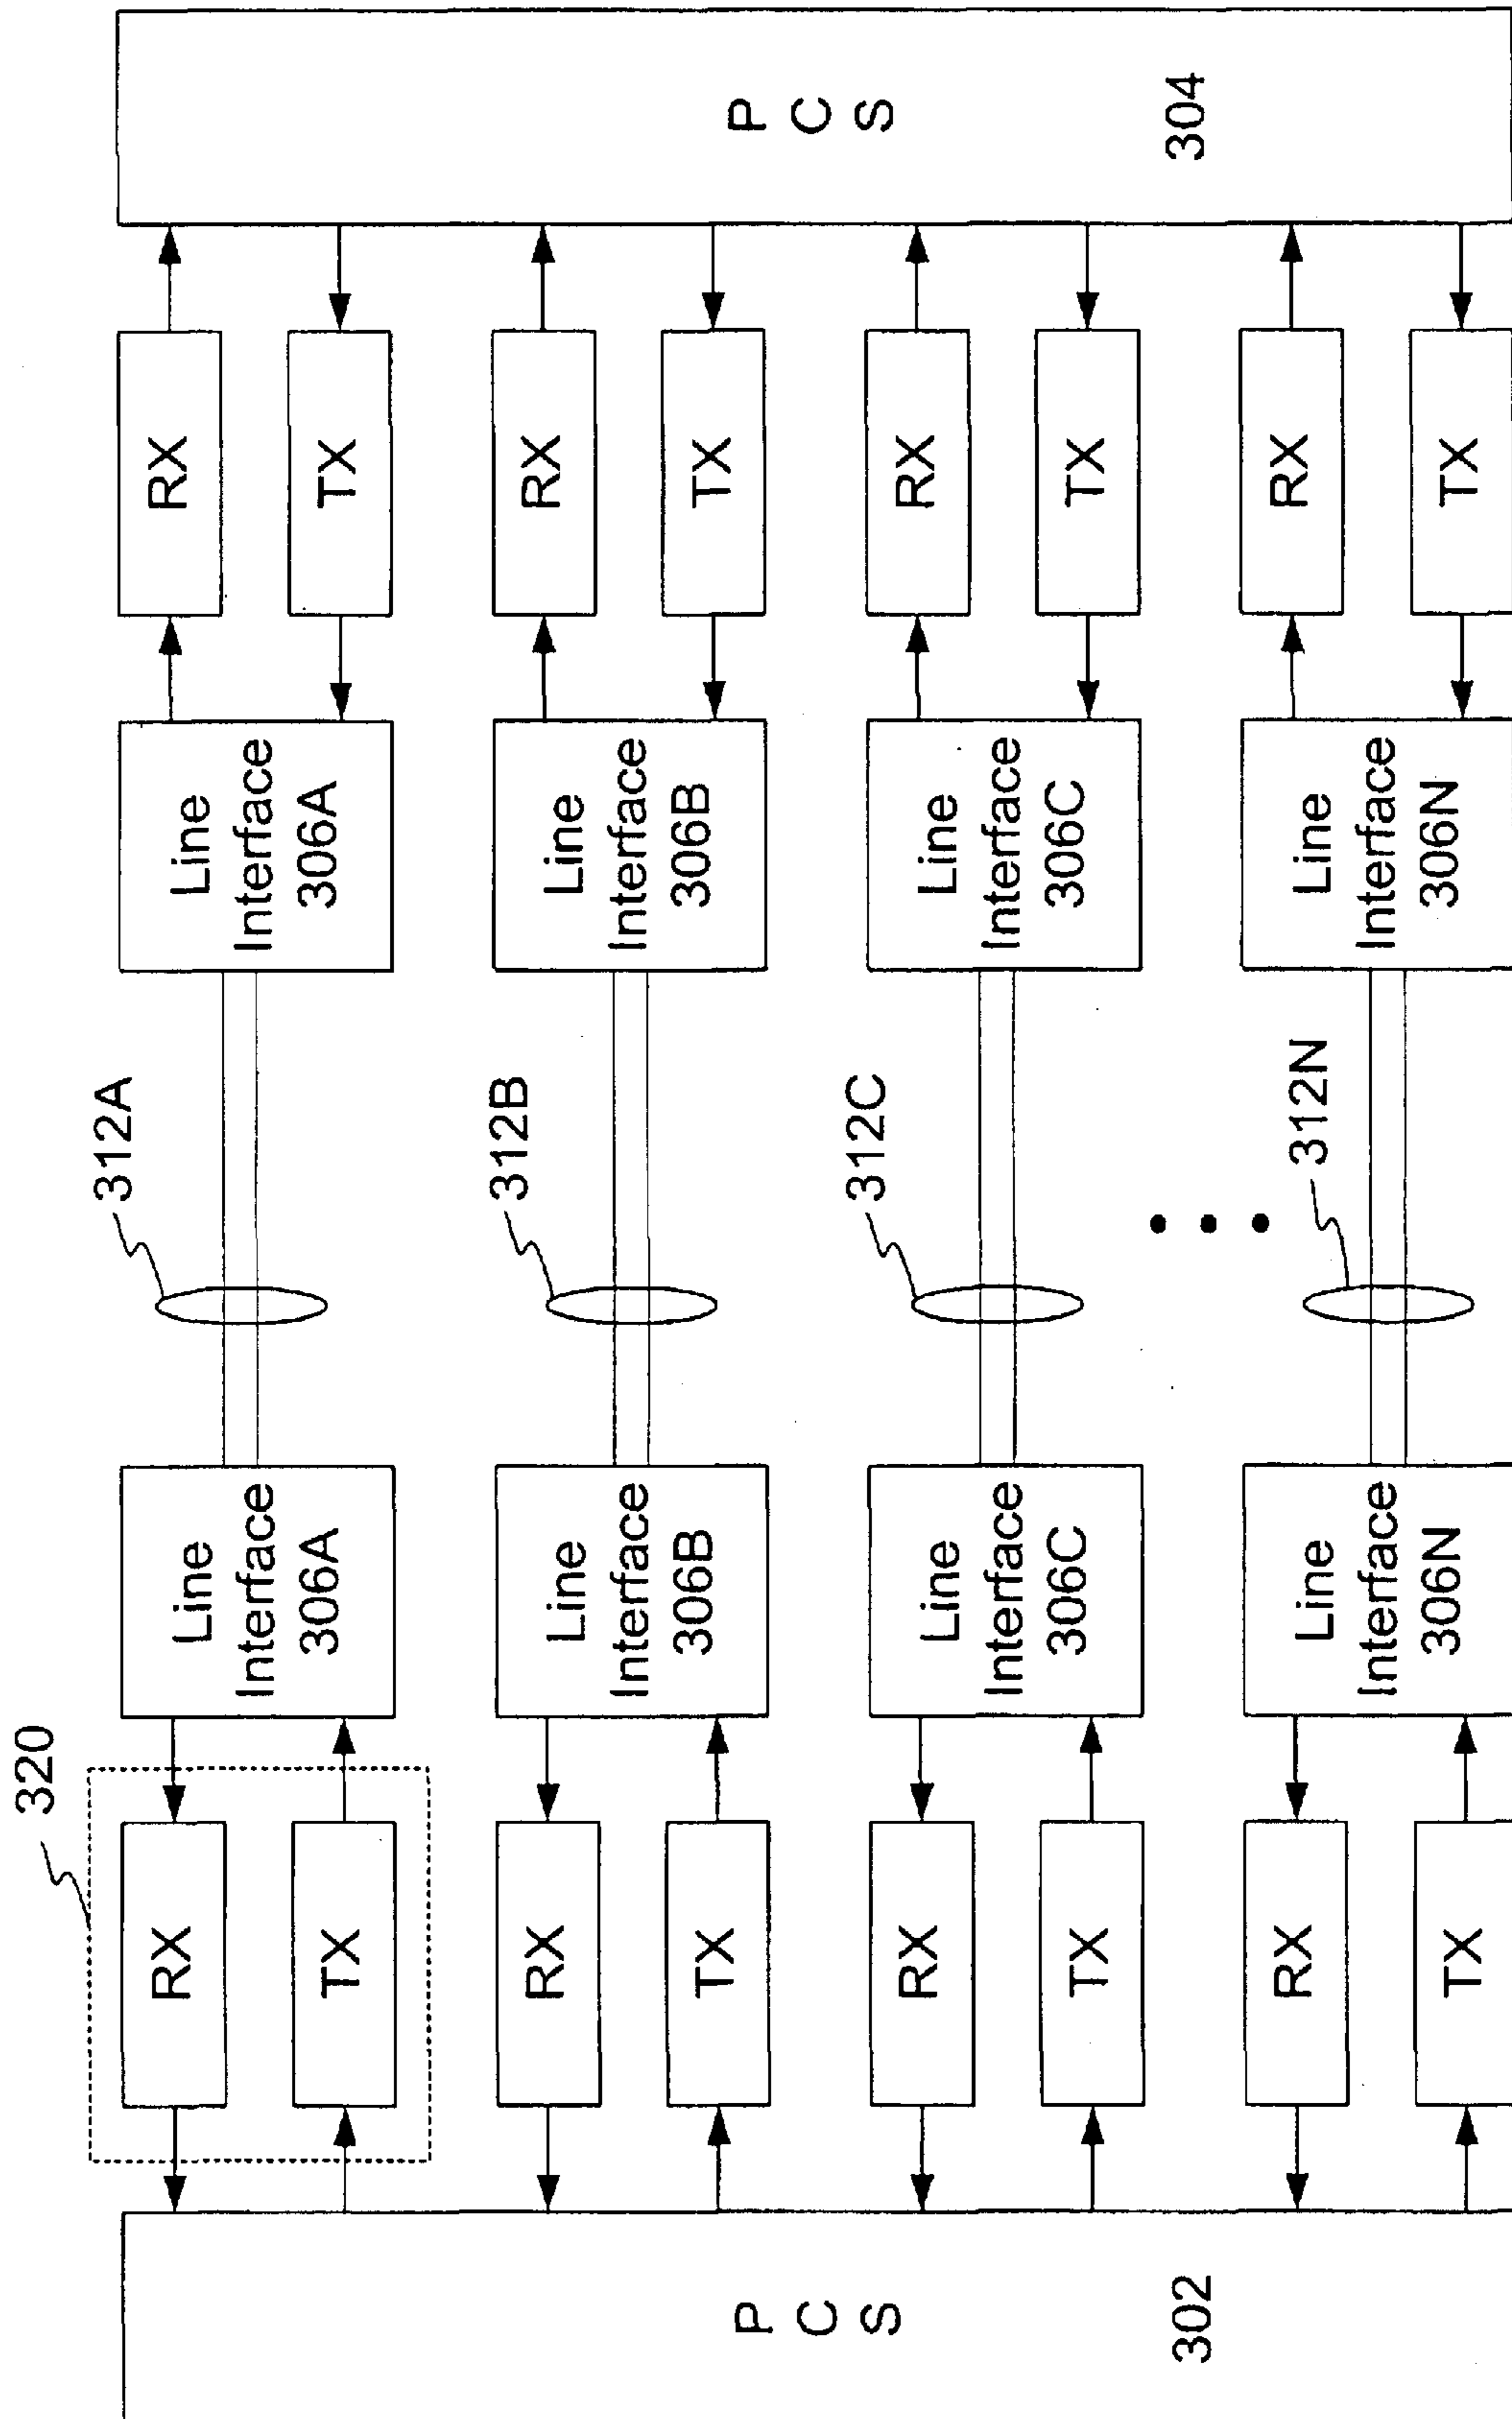 320
312A
312B
312C
312N
P
C
S
302
RX
TX
Line
Interface
306A
Line
Interface
306A
RX
TX
RX
TX
Line
Interface
306B
Line
Interface
306B
RX
TX
RX
TX
Line
Interface
306C
Line
Interface
306C
RX
TX
RX
TX
Line
Interface
306N
Line
Interface
306N
RX
TX
P
C
S
304